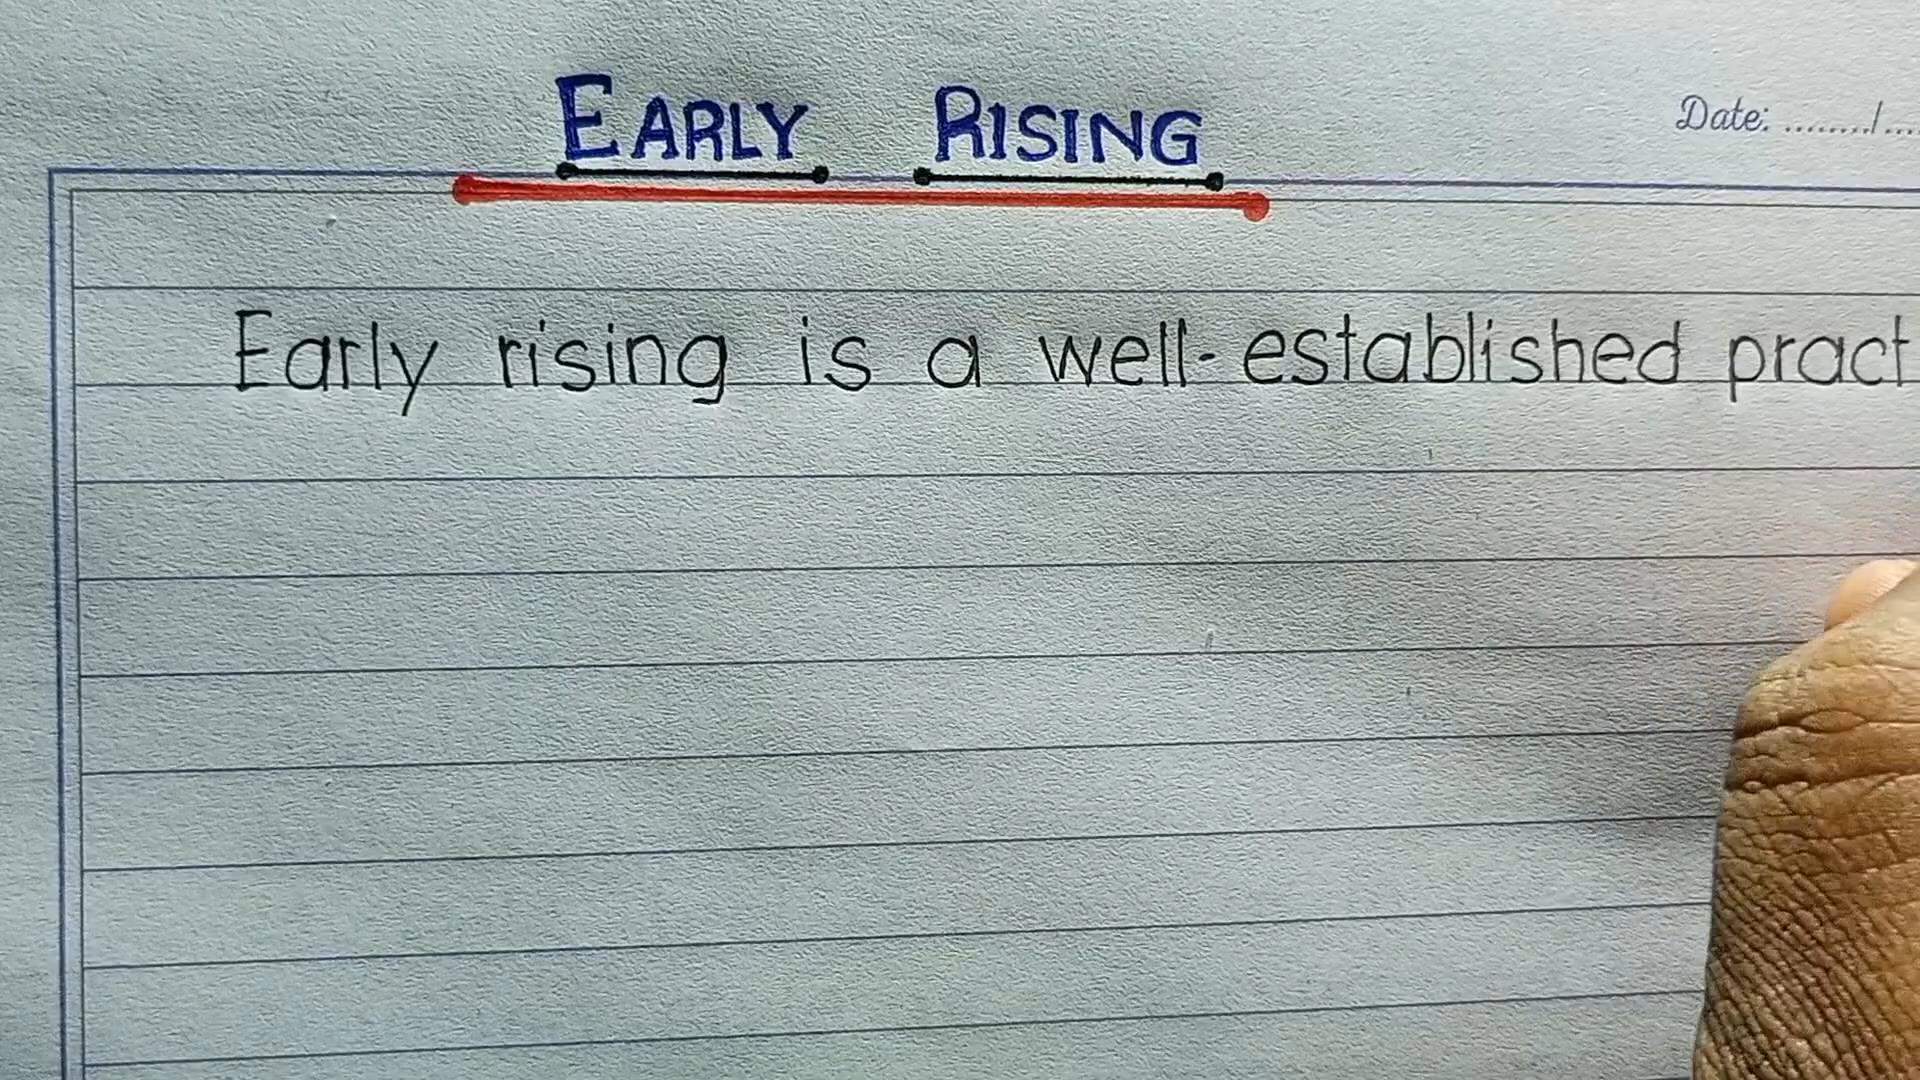 EARLY RISING
Date: ......../....
Early rising is a well-established pract